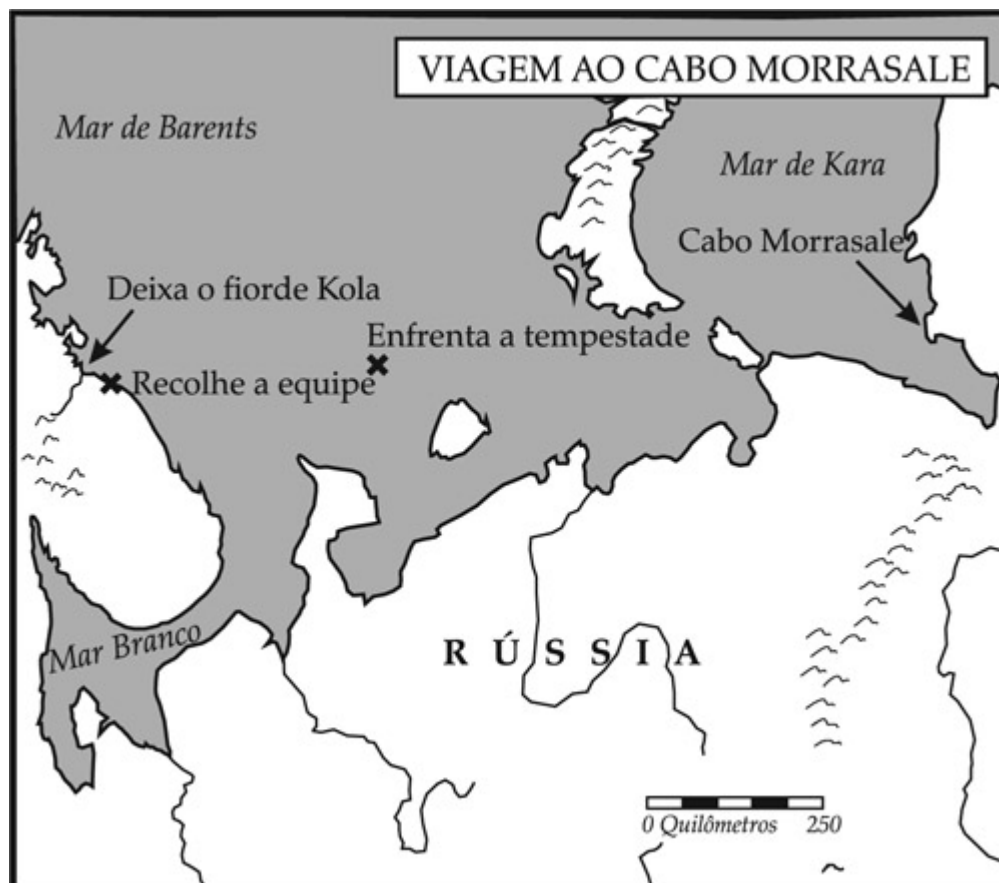 VIAGEM AO CABO MORRASALE
Mar de Barents
Mar de Kara
Cabo Morrasale
Deixa o fiorde Kola
Enfrenta a tempestade
Recolhe a equipe
Mar Branco
RÚSSIA
0 Quilômetros 250